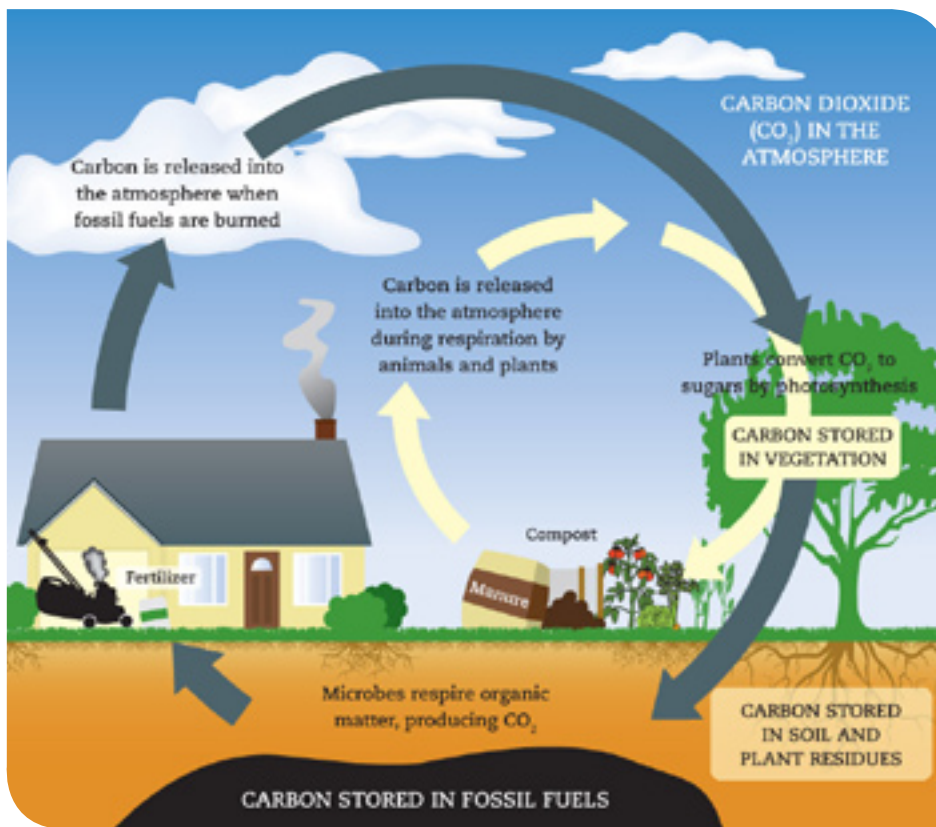 CARBON DIOXIDE
(CO₂) IN THE
ATMOSPHERE
Carbon is released into
the atmosphere when
fossil fuels are burned
Carbon is released
into the atmosphere
during respiration by
animals and plants
Plants convert CO₂ to
sugars by photosynthesis
CARBON STORED
IN VEGETATION
Compost
Fertilizer
Manure
Microbes respire organic
matter, producing CO₂
CARBON STORED
IN SOIL AND
PLANT RESIDUES
CARBON STORED IN FOSSIL FUELS